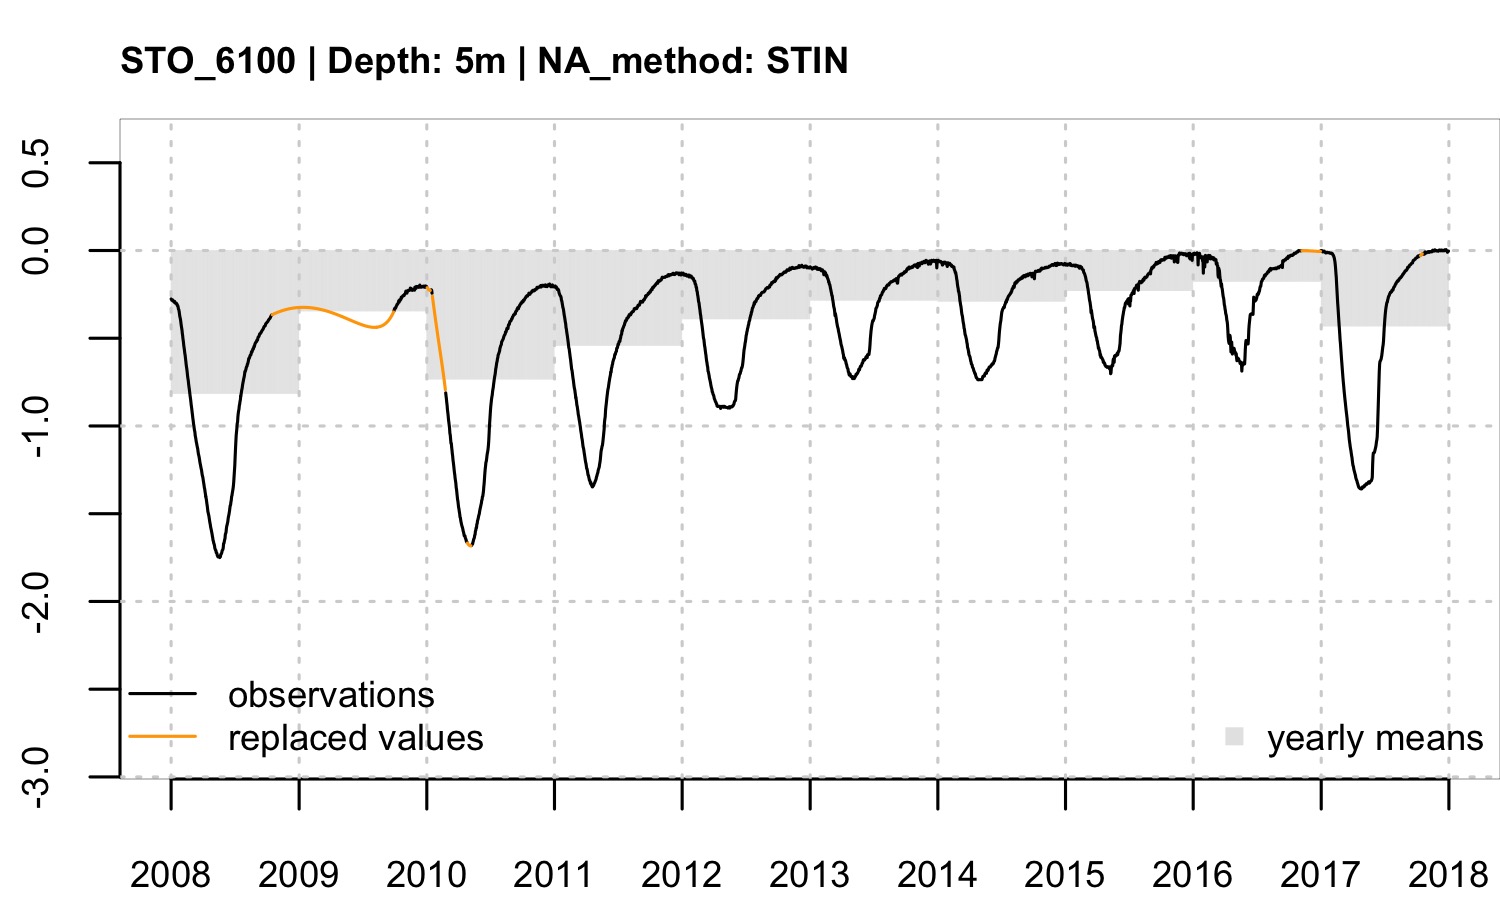 STO_6100 | Depth: 5m | NA_method: STIN
0.5
0.0
-1.0
-2.0
-3.0
observations
replaced values
yearly means
2008 2009 2010 2011 2012 2013 2014 2015 2016 2017 2018